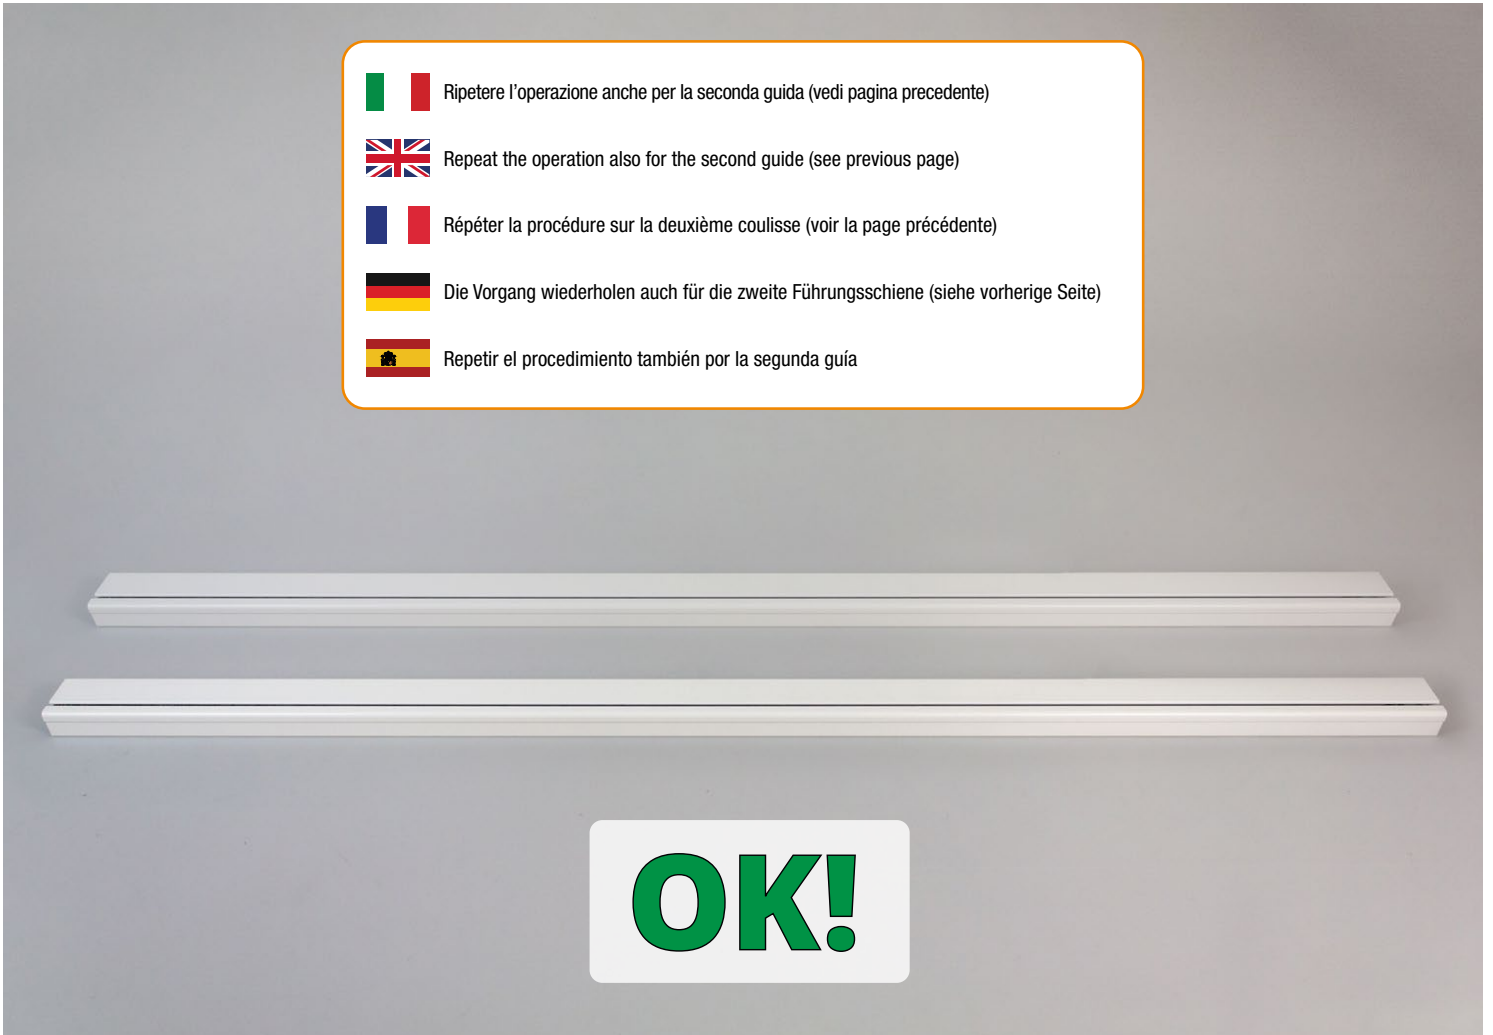 Ripetere l’operazione anche per la seconda guida (vedi pagina precedente)
Repeat the operation also for the second guide (see previous page)
Répéter la procédure sur la deuxième coulisse (voir la page précédente)
Die Vorgang wiederholen auch für die zweite Führungsschiene (siehe vorherige Seite)
Repetir el procedimiento también por la segunda guía
OK!